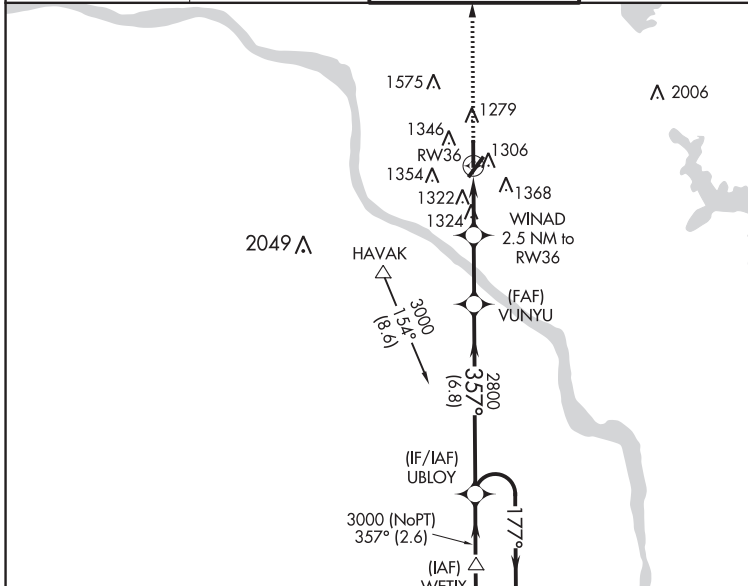 1575
2006
1279
1346
RW36
1306
1354
1368
1322
1324
WINAD
2.5 NM to
RW36
2049
HAVAK
3000
154°
(8.6)
(FAF)
VUNYU
2800
357°
(6.8)
(IF/IAF)
UBLOY
3000 (NoPT)
357° (2.6)
177°
(IAF)